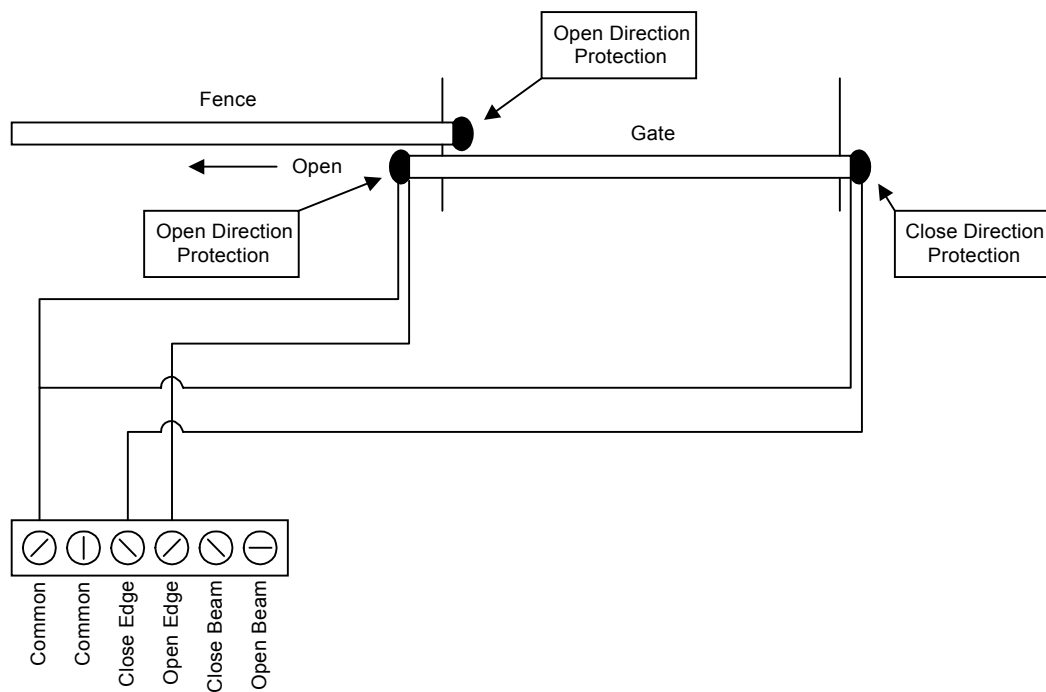 Open Direction
Protection
Fence
Gate
Open
Open Direction
Protection
Close Direction
Protection
Common
Common
Close Edge
Open Edge
Close Beam
Open Beam